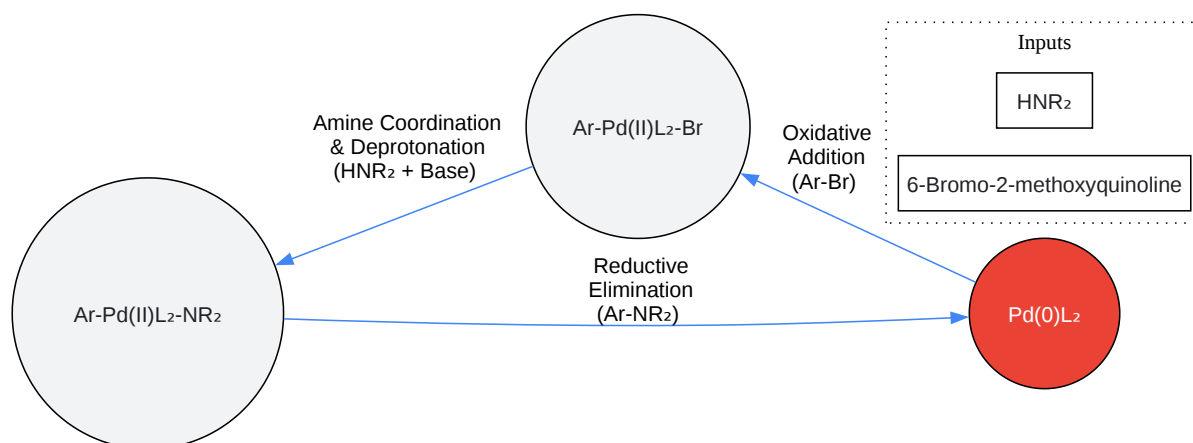 Inputs
HNR₂
6-Bromo-2-methoxyquinoline
Ar-Pd(II)L₂-Br
Oxidative
Addition
(Ar-Br)
Amine Coordination
& Deprotonation
(HNR₂ + Base)
Reductive
Elimination
(Ar-NR₂)
Ar-Pd(II)L₂-NR₂
Pd(0)L₂